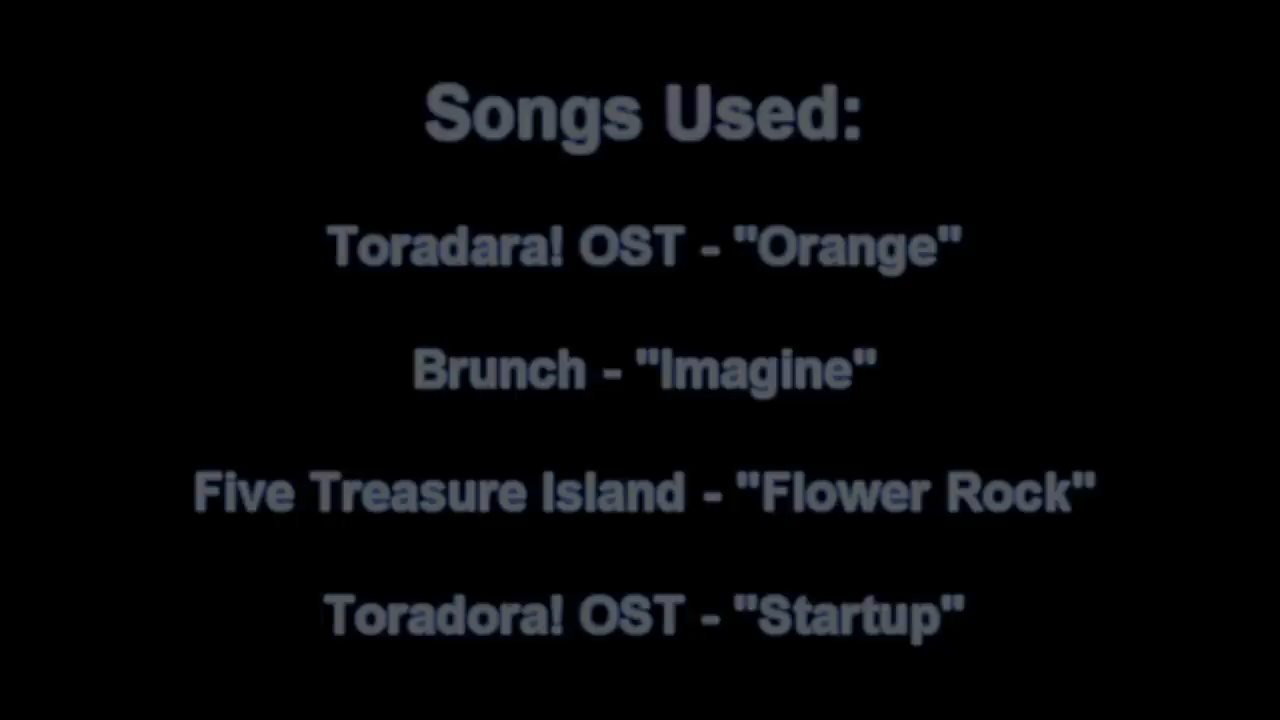 Songs Used:
Toradara! OST - "Orange"
Brunch - "Imagine"
Five Treasure Island - "Flower Rock"
Toradora! OST - "Startup"